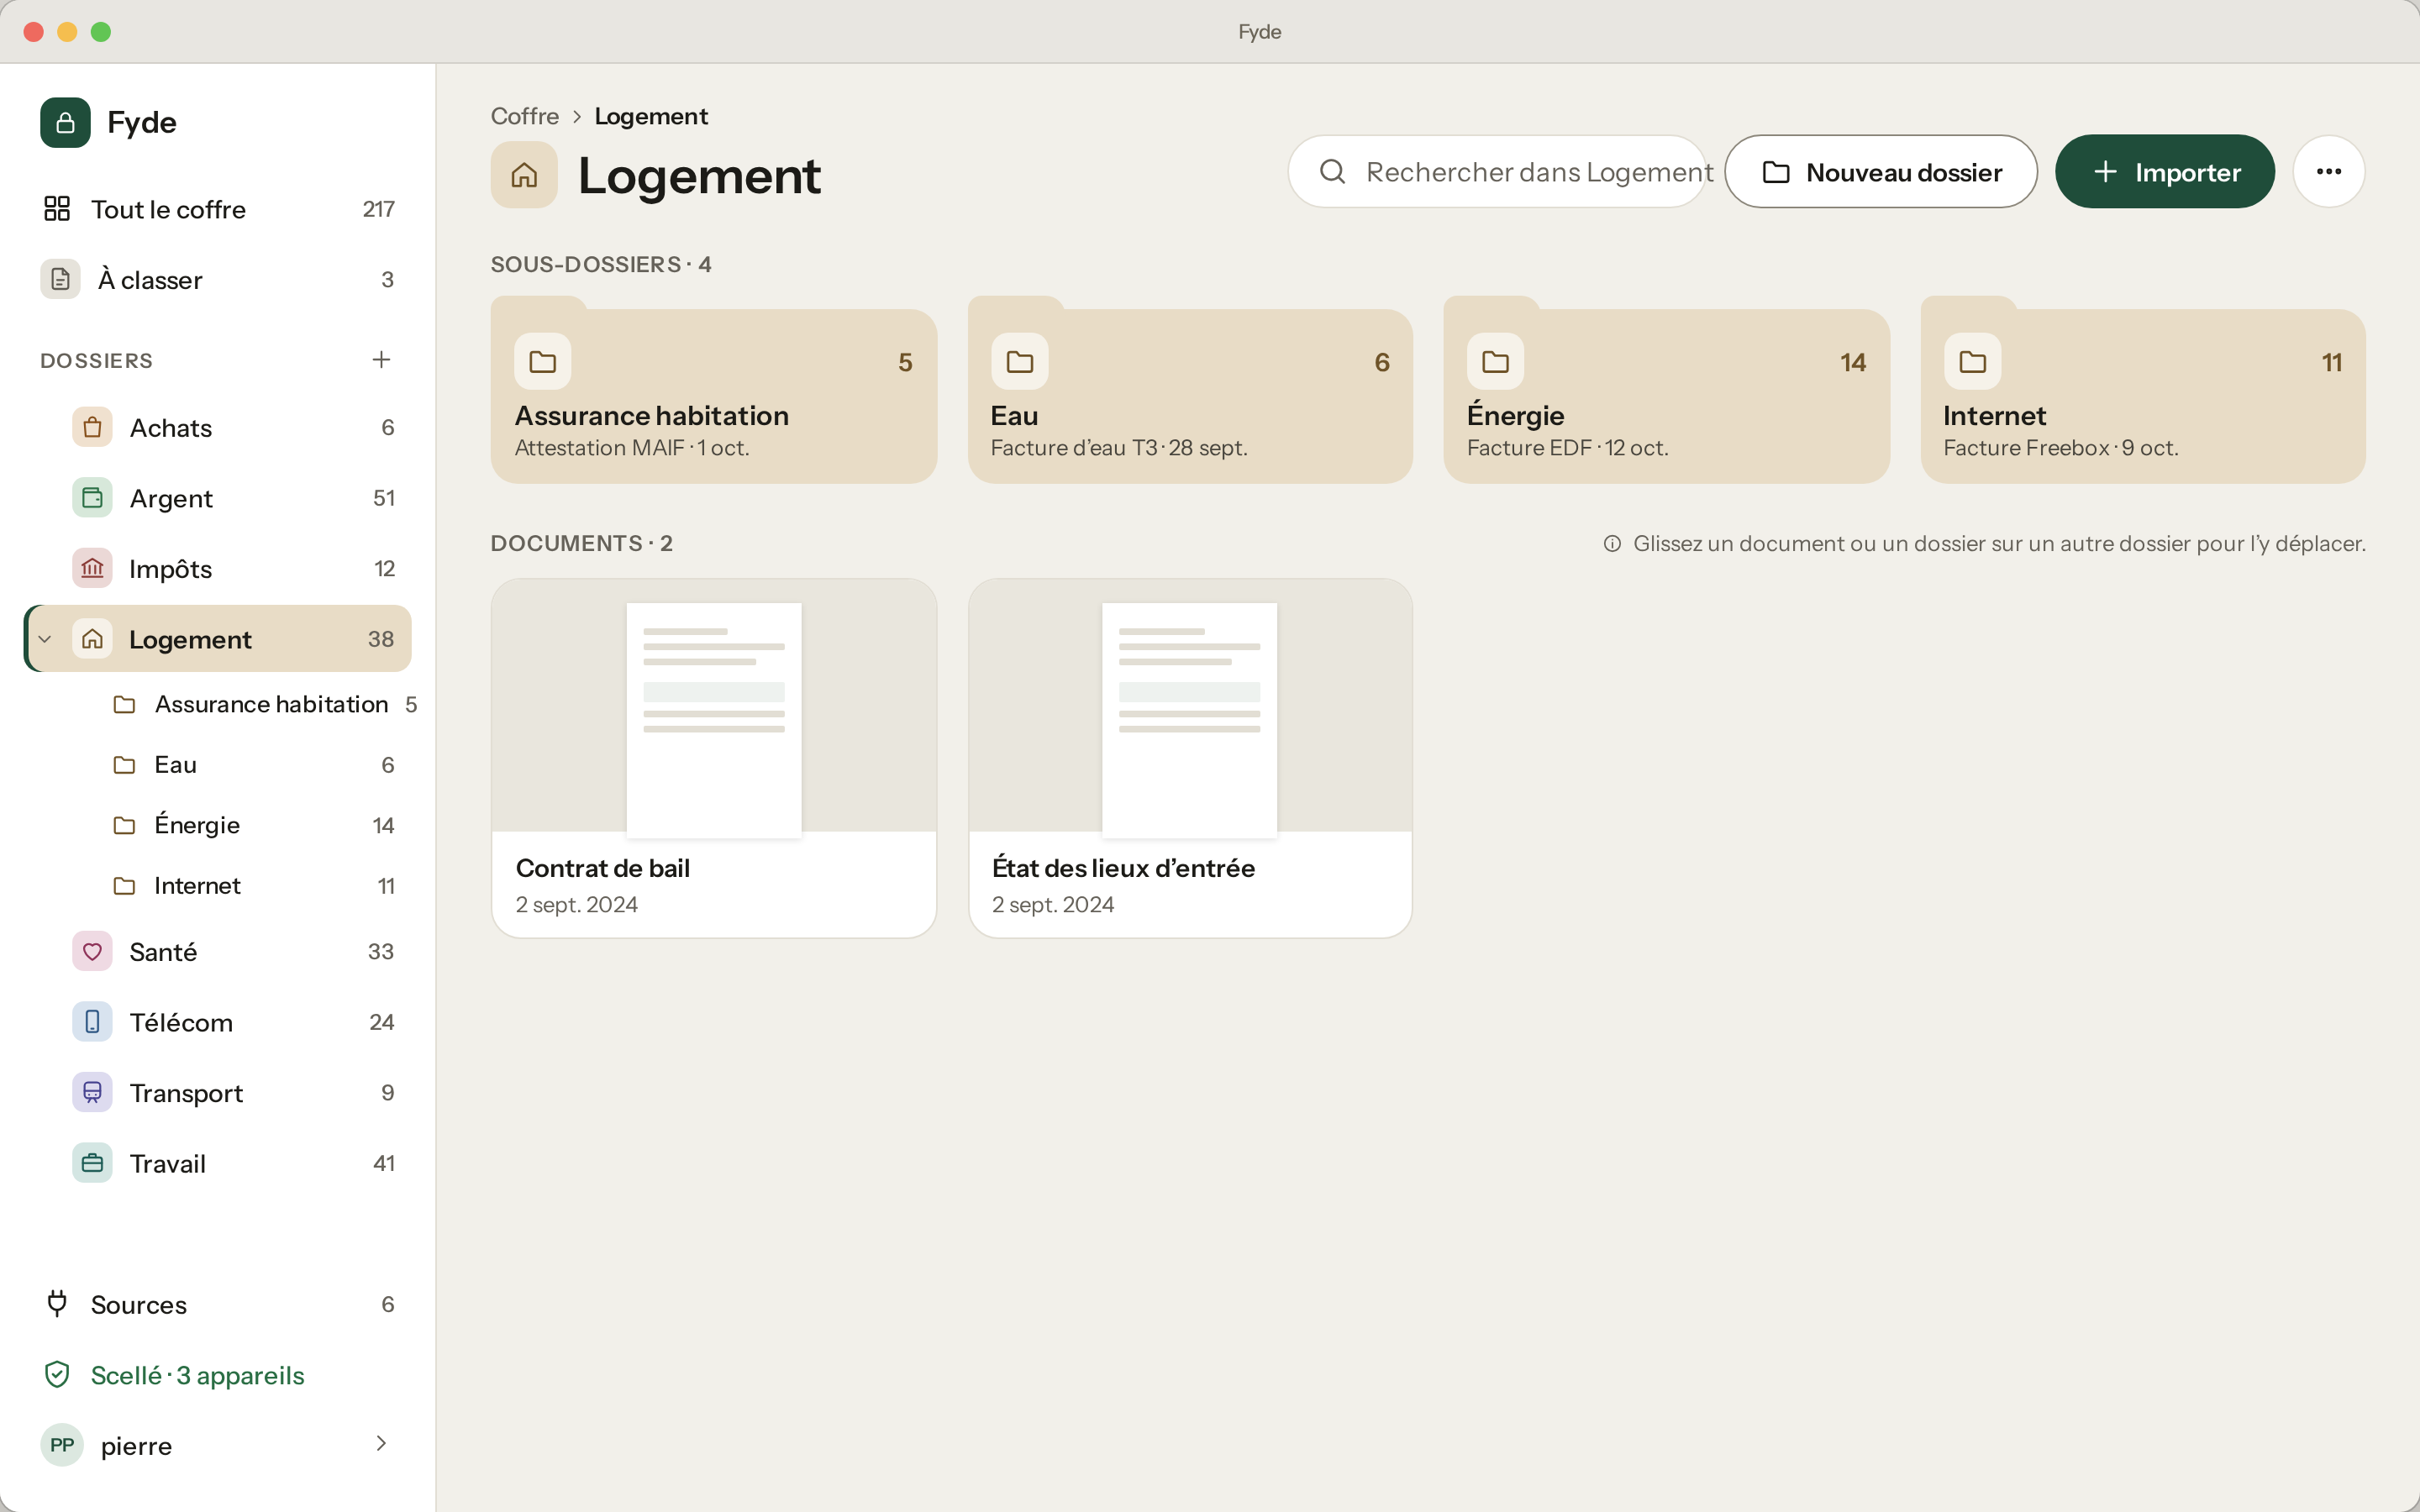 Fyde
Fyde
Tout le coffre 217
À classer 3
DOSSIERS
Achats 6
Argent 51
Impôts 12
Logement 38
Assurance habitation 5
Eau 6
Énergie 14
Internet 11
Santé 33
Télécom 24
Transport 9
Travail 41
Sources 6
Scellé · 3 appareils
PP pierre
Coffre > Logement
Logement
Rechercher dans Logement
Nouveau dossier
+ Importer
SOUS-DOSSIERS · 4
5
Assurance habitation
Attestation MAIF · 1 oct.
6
Eau
Facture d’eau T3 · 28 sept.
14
Énergie
Facture EDF · 12 oct.
11
Internet
Facture Freebox · 9 oct.
DOCUMENTS · 2
Glissez un document ou un dossier sur un autre dossier pour l’y déplacer.
Contrat de bail
2 sept. 2024
État des lieux d’entrée
2 sept. 2024